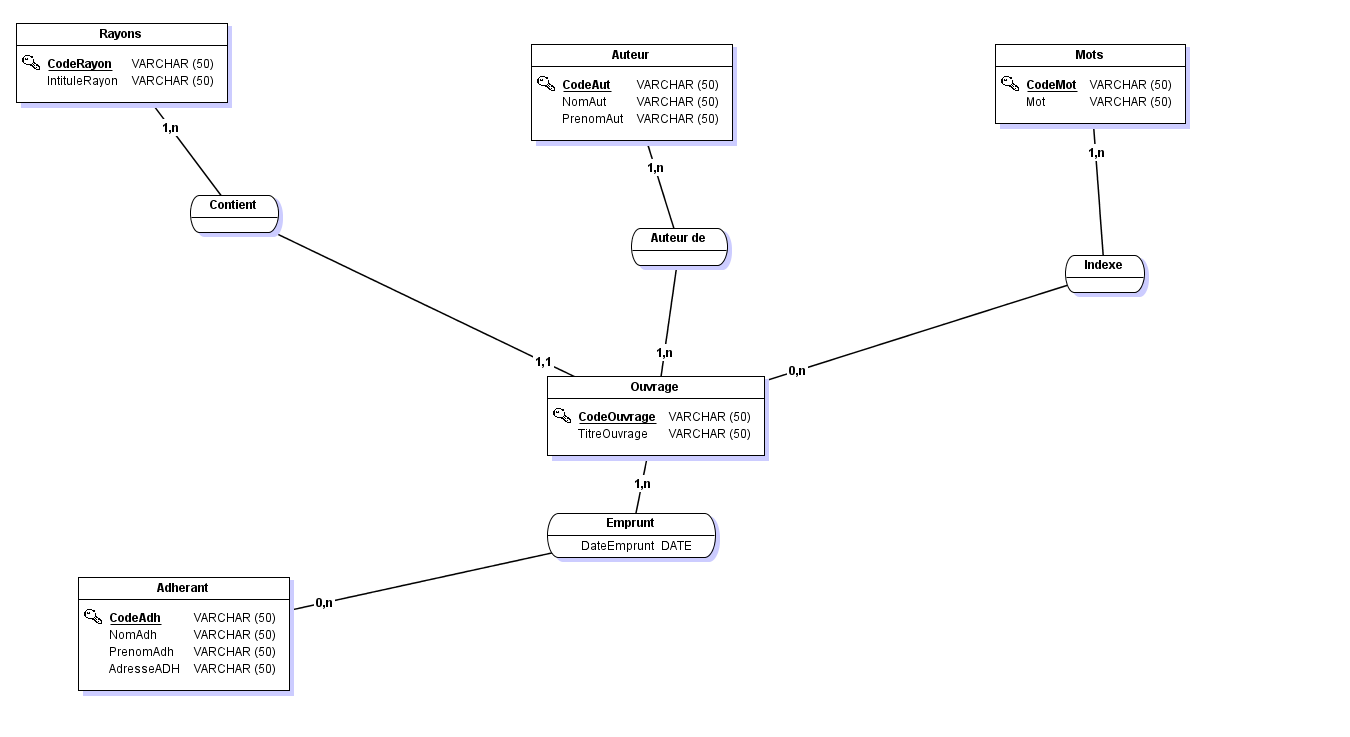 Rayons
CodeRayon VARCHAR (50)
IntituleRayon VARCHAR (50)
1,n
Contient
1,1
Auteur
CodeAut VARCHAR (50)
NomAut VARCHAR (50)
PrenomAut VARCHAR (50)
1,n
Auteur de
1,n
Mots
CodeMot VARCHAR (50)
Mot VARCHAR (50)
1,n
Indexe
0,n
Ouvrage
CodeOuvrage VARCHAR (50)
TitreOuvrage VARCHAR (50)
1,n
Emprunt
DateEmprunt DATE
0,n
Adherant
CodeAdh VARCHAR (50)
NomAdh VARCHAR (50)
PrenomAdh VARCHAR (50)
AdresseADH VARCHAR (50)